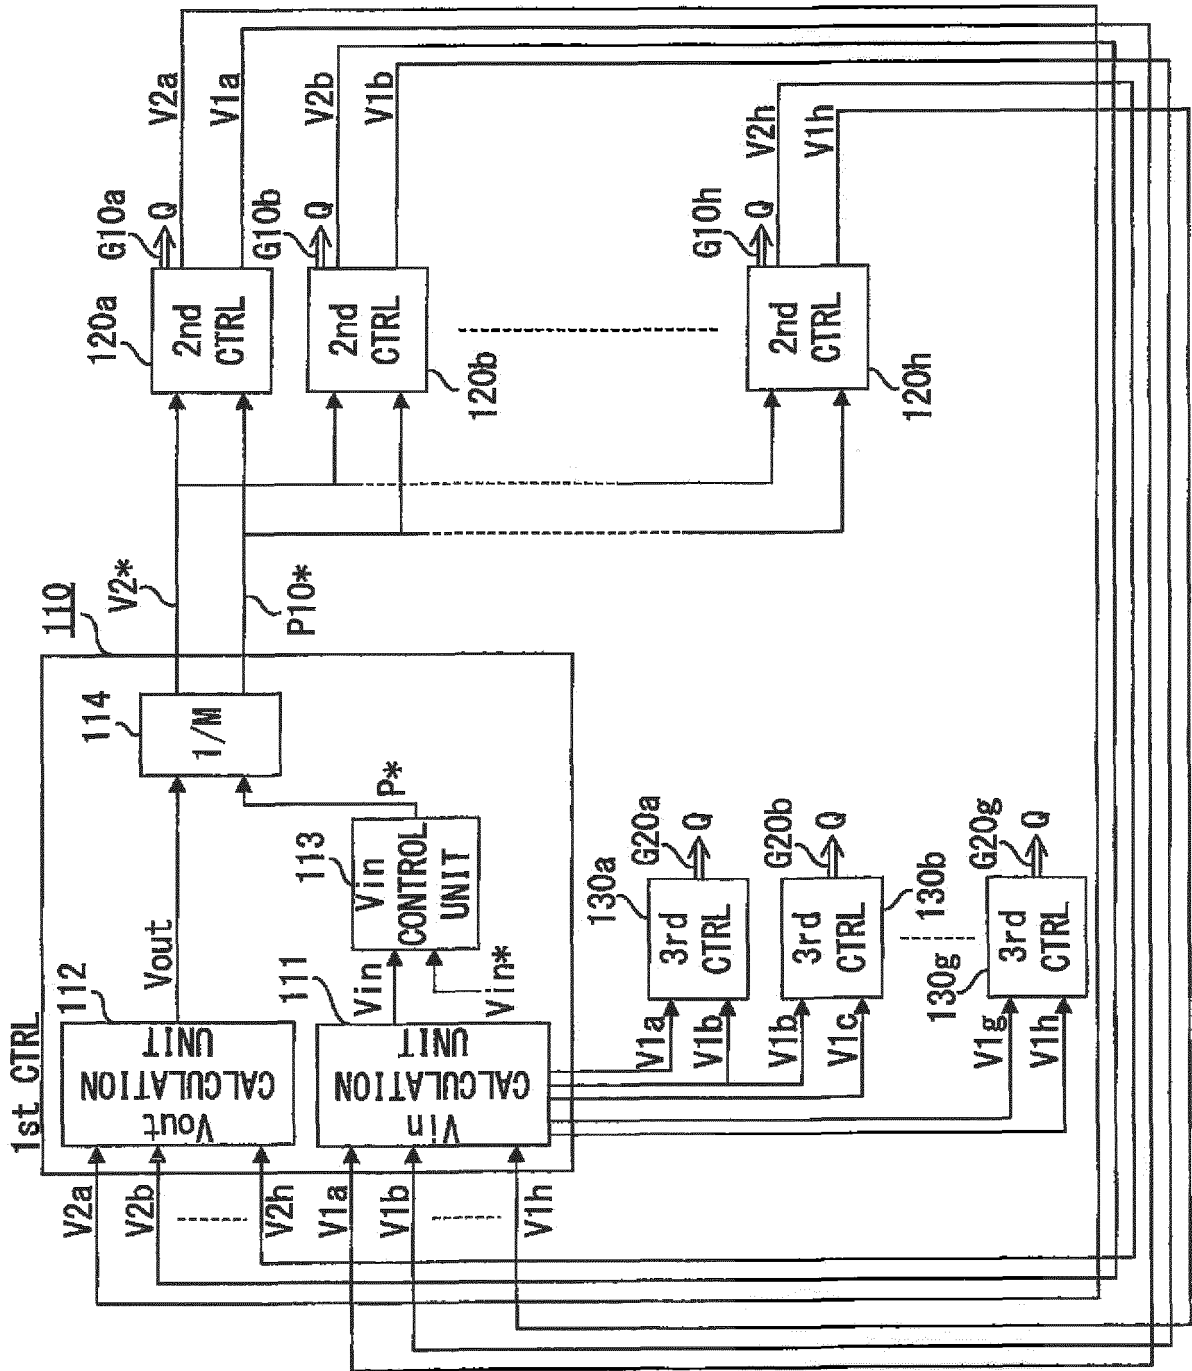 1st CTRL
110
V2a
V2b
V2h
V1a
V1b
V1h
112
Vout
CALCULATION
UNIT
111
Vin
CALCULATION
UNIT
Vout
Vin
Vin*
113
Vin
CONTROL
UNIT
P*
114
1/M
V2*
P10*
120a
2nd
CTRL
G10a
Q
V2a
V1a
120b
2nd
CTRL
G10b
Q
V2b
V1b
120h
2nd
CTRL
G10h
Q
V2h
V1h
V1a
V1b
130a
3rd
CTRL
G20a
Q
V1b
V1c
130b
3rd
CTRL
G20b
Q
V1g
V1h
130g
3rd
CTRL
G20g
Q